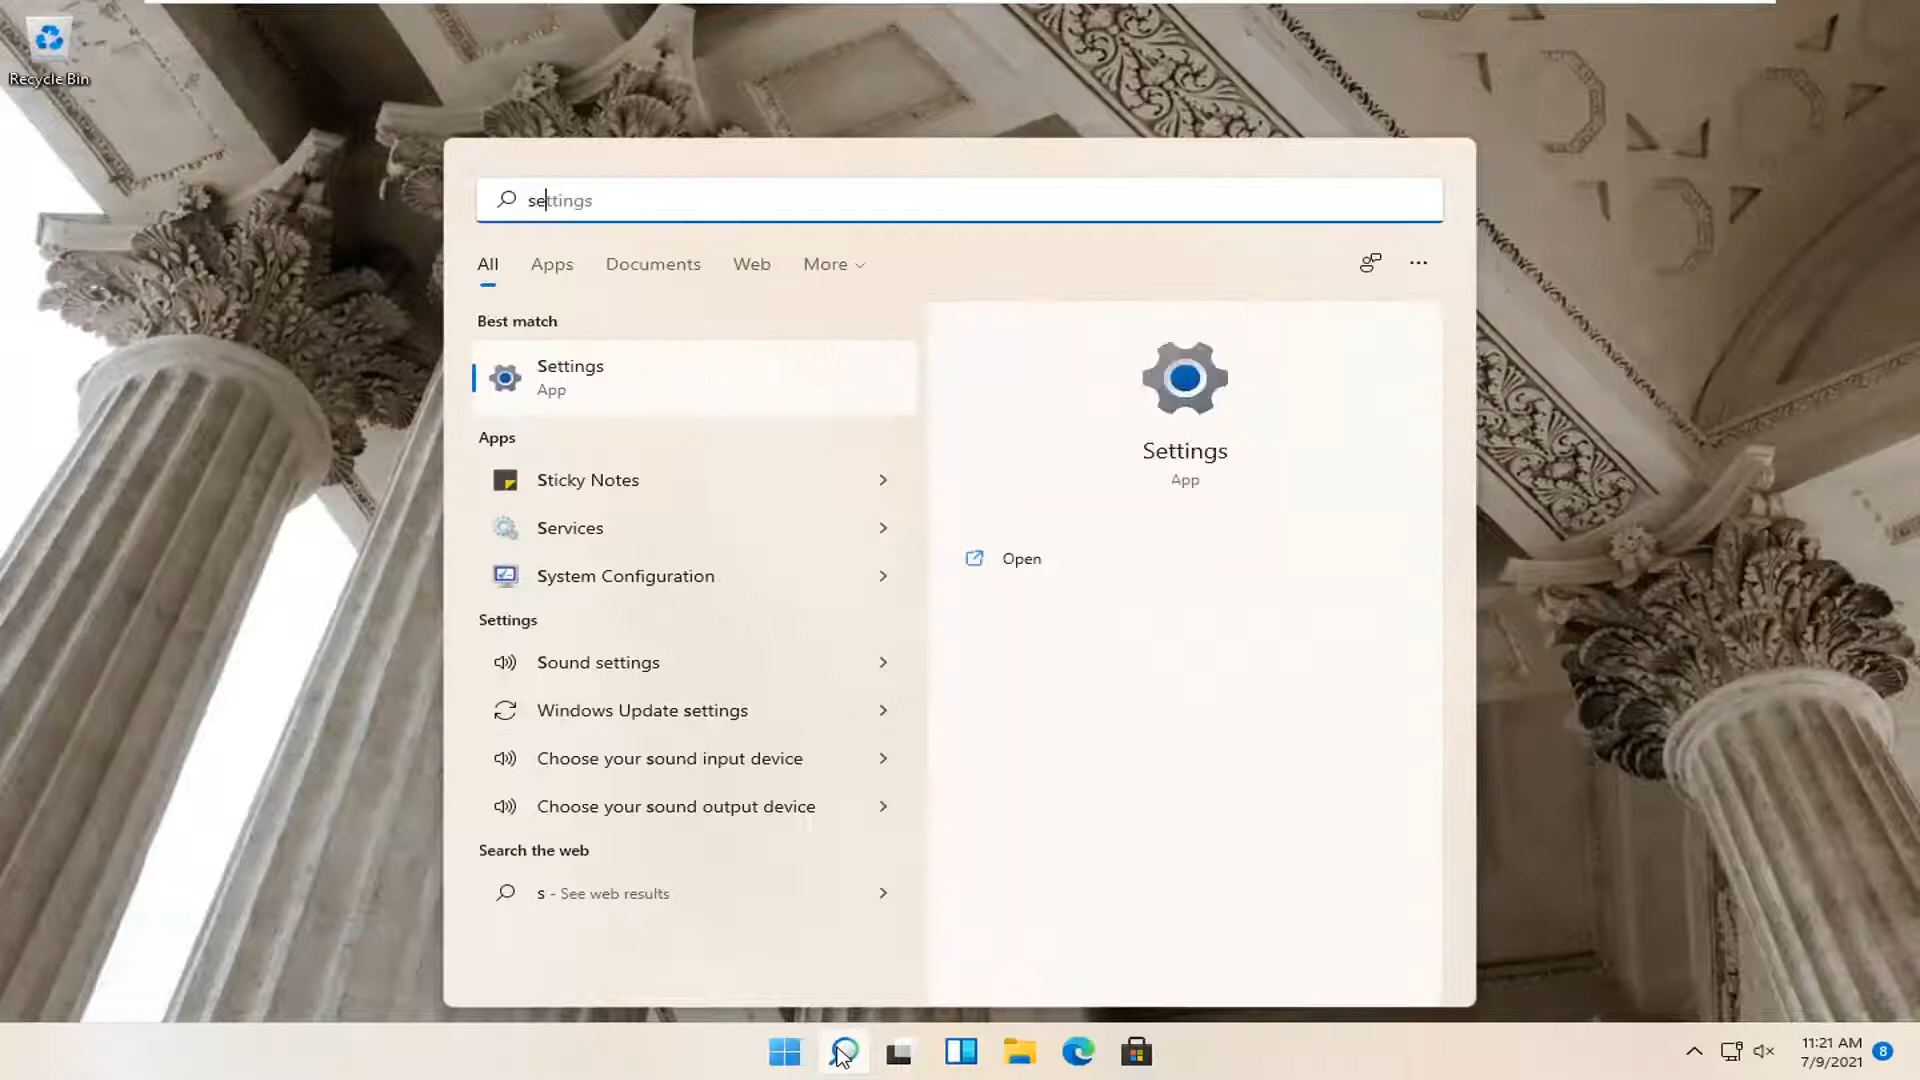 Recycle Bin
settings
All Apps Documents Web More
Best match
Settings
App
Apps
Sticky Notes
Services
System Configuration
Settings
Sound settings
Windows Update settings
Choose your sound input device
Choose your sound output device
Search the web
s - See web results
Settings
App
Open
11:21 AM
7/9/2021
8